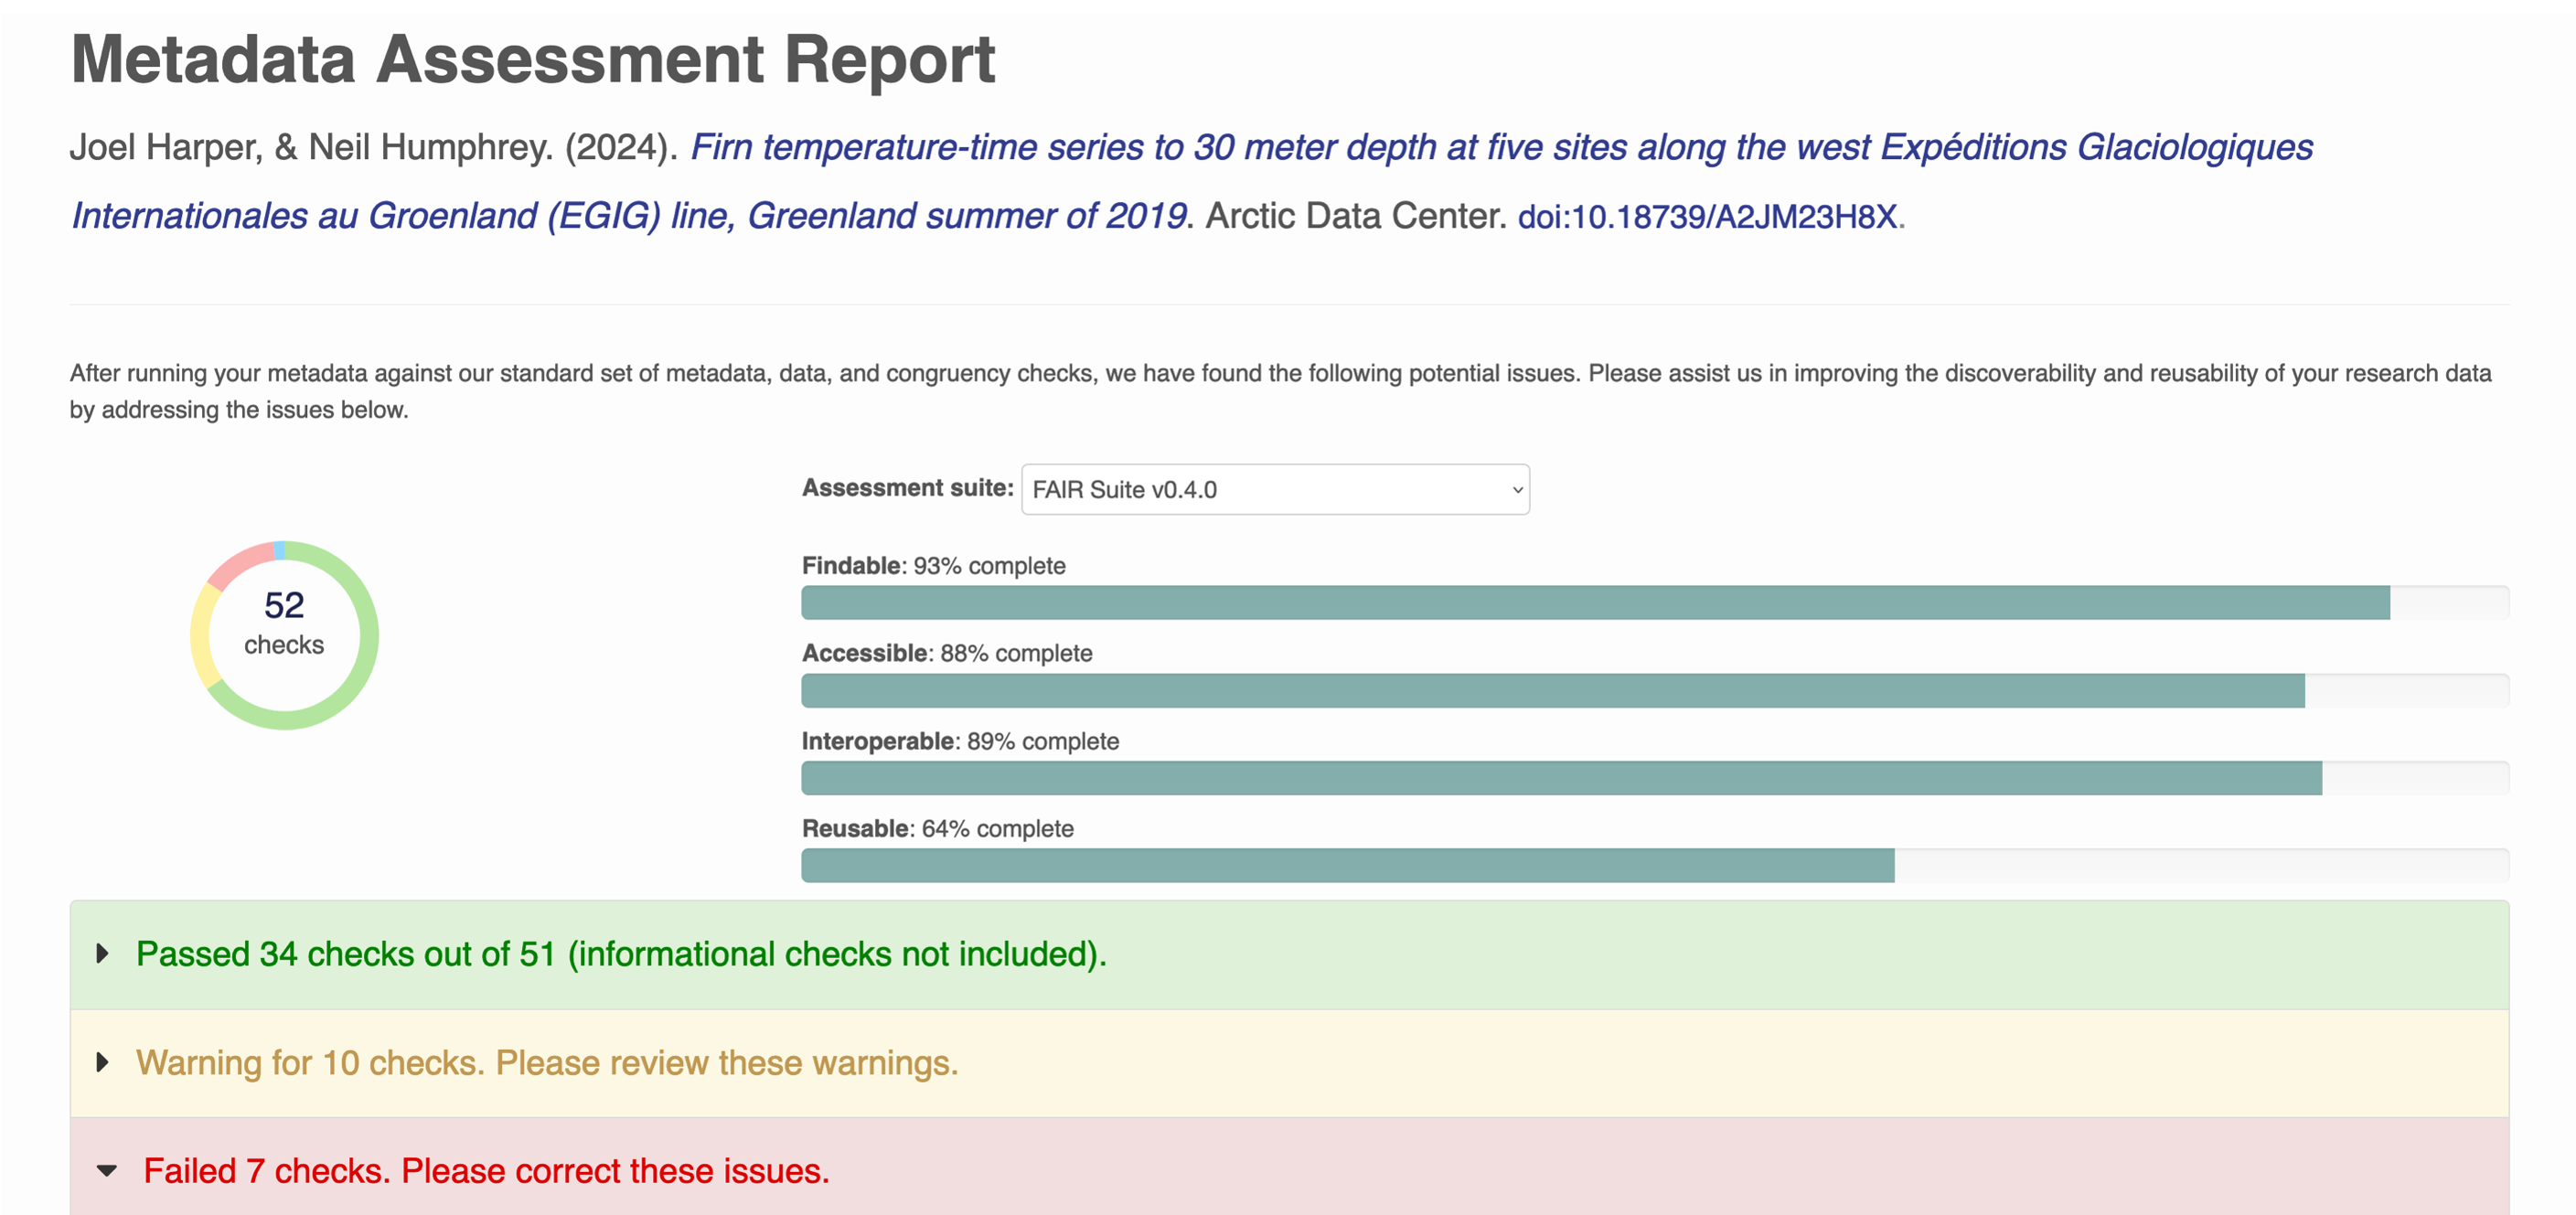 Metadata Assessment Report
Joel Harper, & Neil Humphrey. (2024). Firn temperature-time series to 30 meter depth at five sites along the west Expéditions Glaciologiques
Internationales au Groenland (EGIG) line, Greenland summer of 2019. Arctic Data Center. doi:10.18739/A2JM23H8X.
After running your metadata against our standard set of metadata, data, and congruency checks, we have found the following potential issues. Please assist us in improving the discoverability and reusability of your research data
by addressing the issues below.
Assessment suite: FAIR Suite v0.4.0
52
checks
Findable: 93% complete
Accessible: 88% complete
Interoperable: 89% complete
Reusable: 64% complete
Passed 34 checks out of 51 (informational checks not included).
Warning for 10 checks. Please review these warnings.
Failed 7 checks. Please correct these issues.